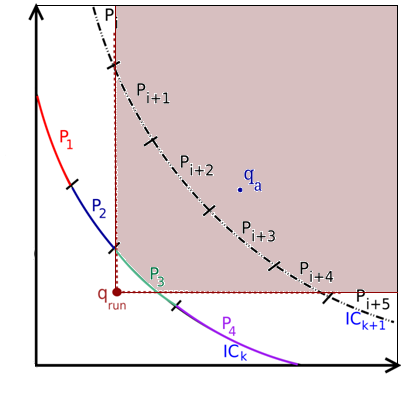 P_i
P_{i+1}
P_1
P_{i+2}
q_a
P_2
P_{i+3}
P_3
P_{i+4}
q_run
P_{i+5}
P_4
IC_{k+1}
IC_k